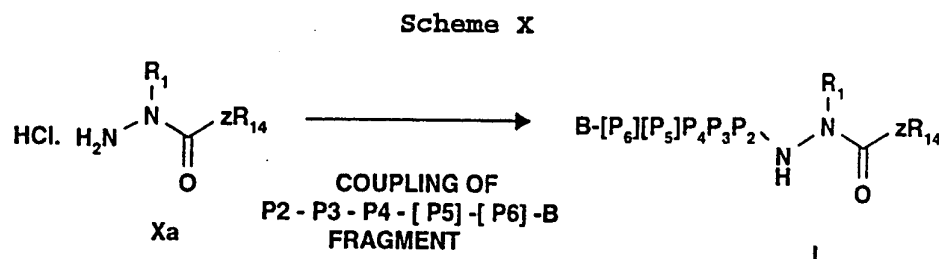 Scheme X
R1
HCl. H2N N zR14
O
Xa
COUPLING OF
P2 - P3 - P4 - [ P5] -[ P6] -B
FRAGMENT
R1
B-[P6][P5]P4P3P2 N N zR14
H
O
I